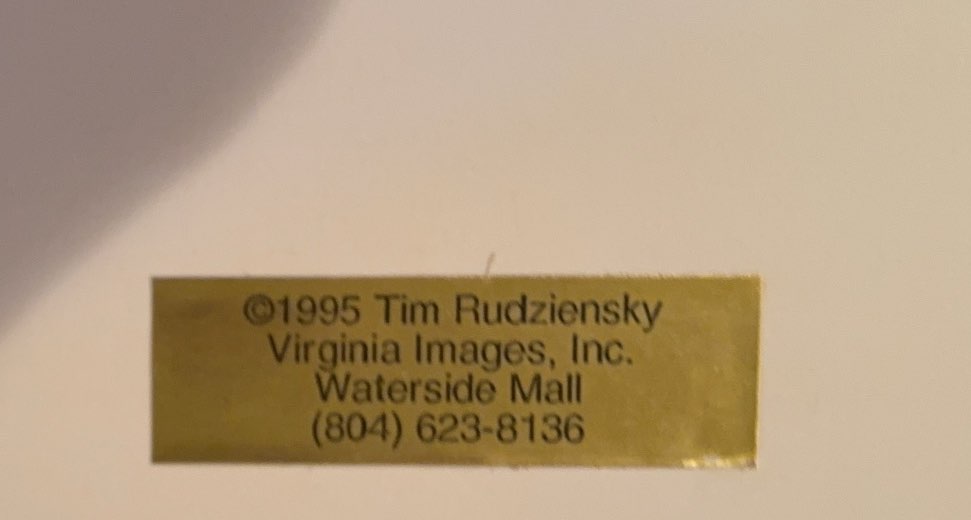 ©1995 Tim Rudziensky
Virginia Images, Inc.
Waterside Mall
(804) 623-8136